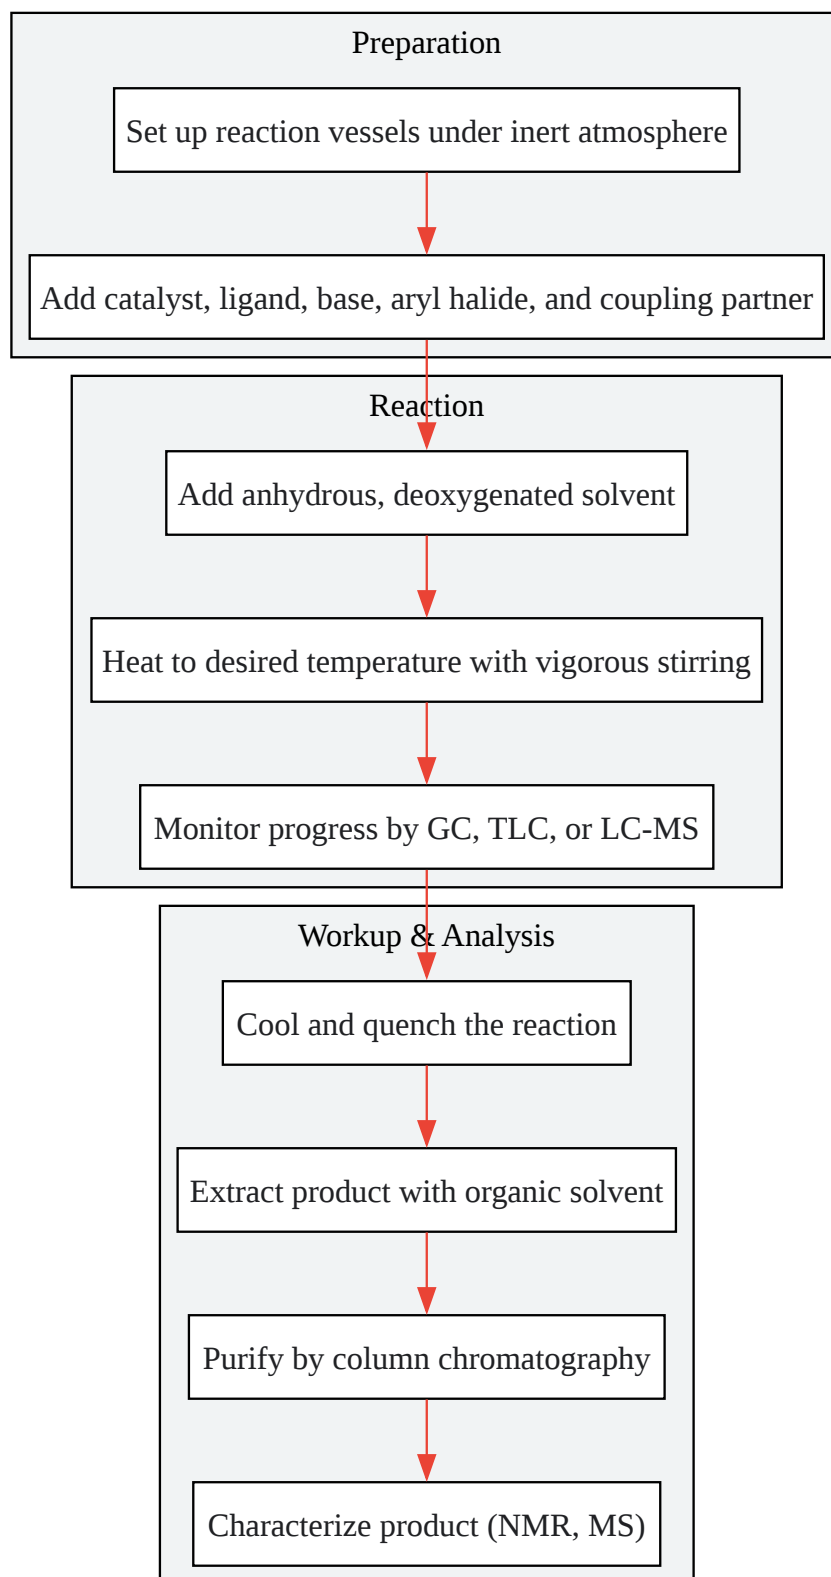 Preparation
Set up reaction vessels under inert atmosphere
Add catalyst, ligand, base, aryl halide, and coupling partner
Reaction
Add anhydrous, deoxygenated solvent
Heat to desired temperature with vigorous stirring
Monitor progress by GC, TLC, or LC-MS
Workup & Analysis
Cool and quench the reaction
Extract product with organic solvent
Purify by column chromatography
Characterize product (NMR, MS)